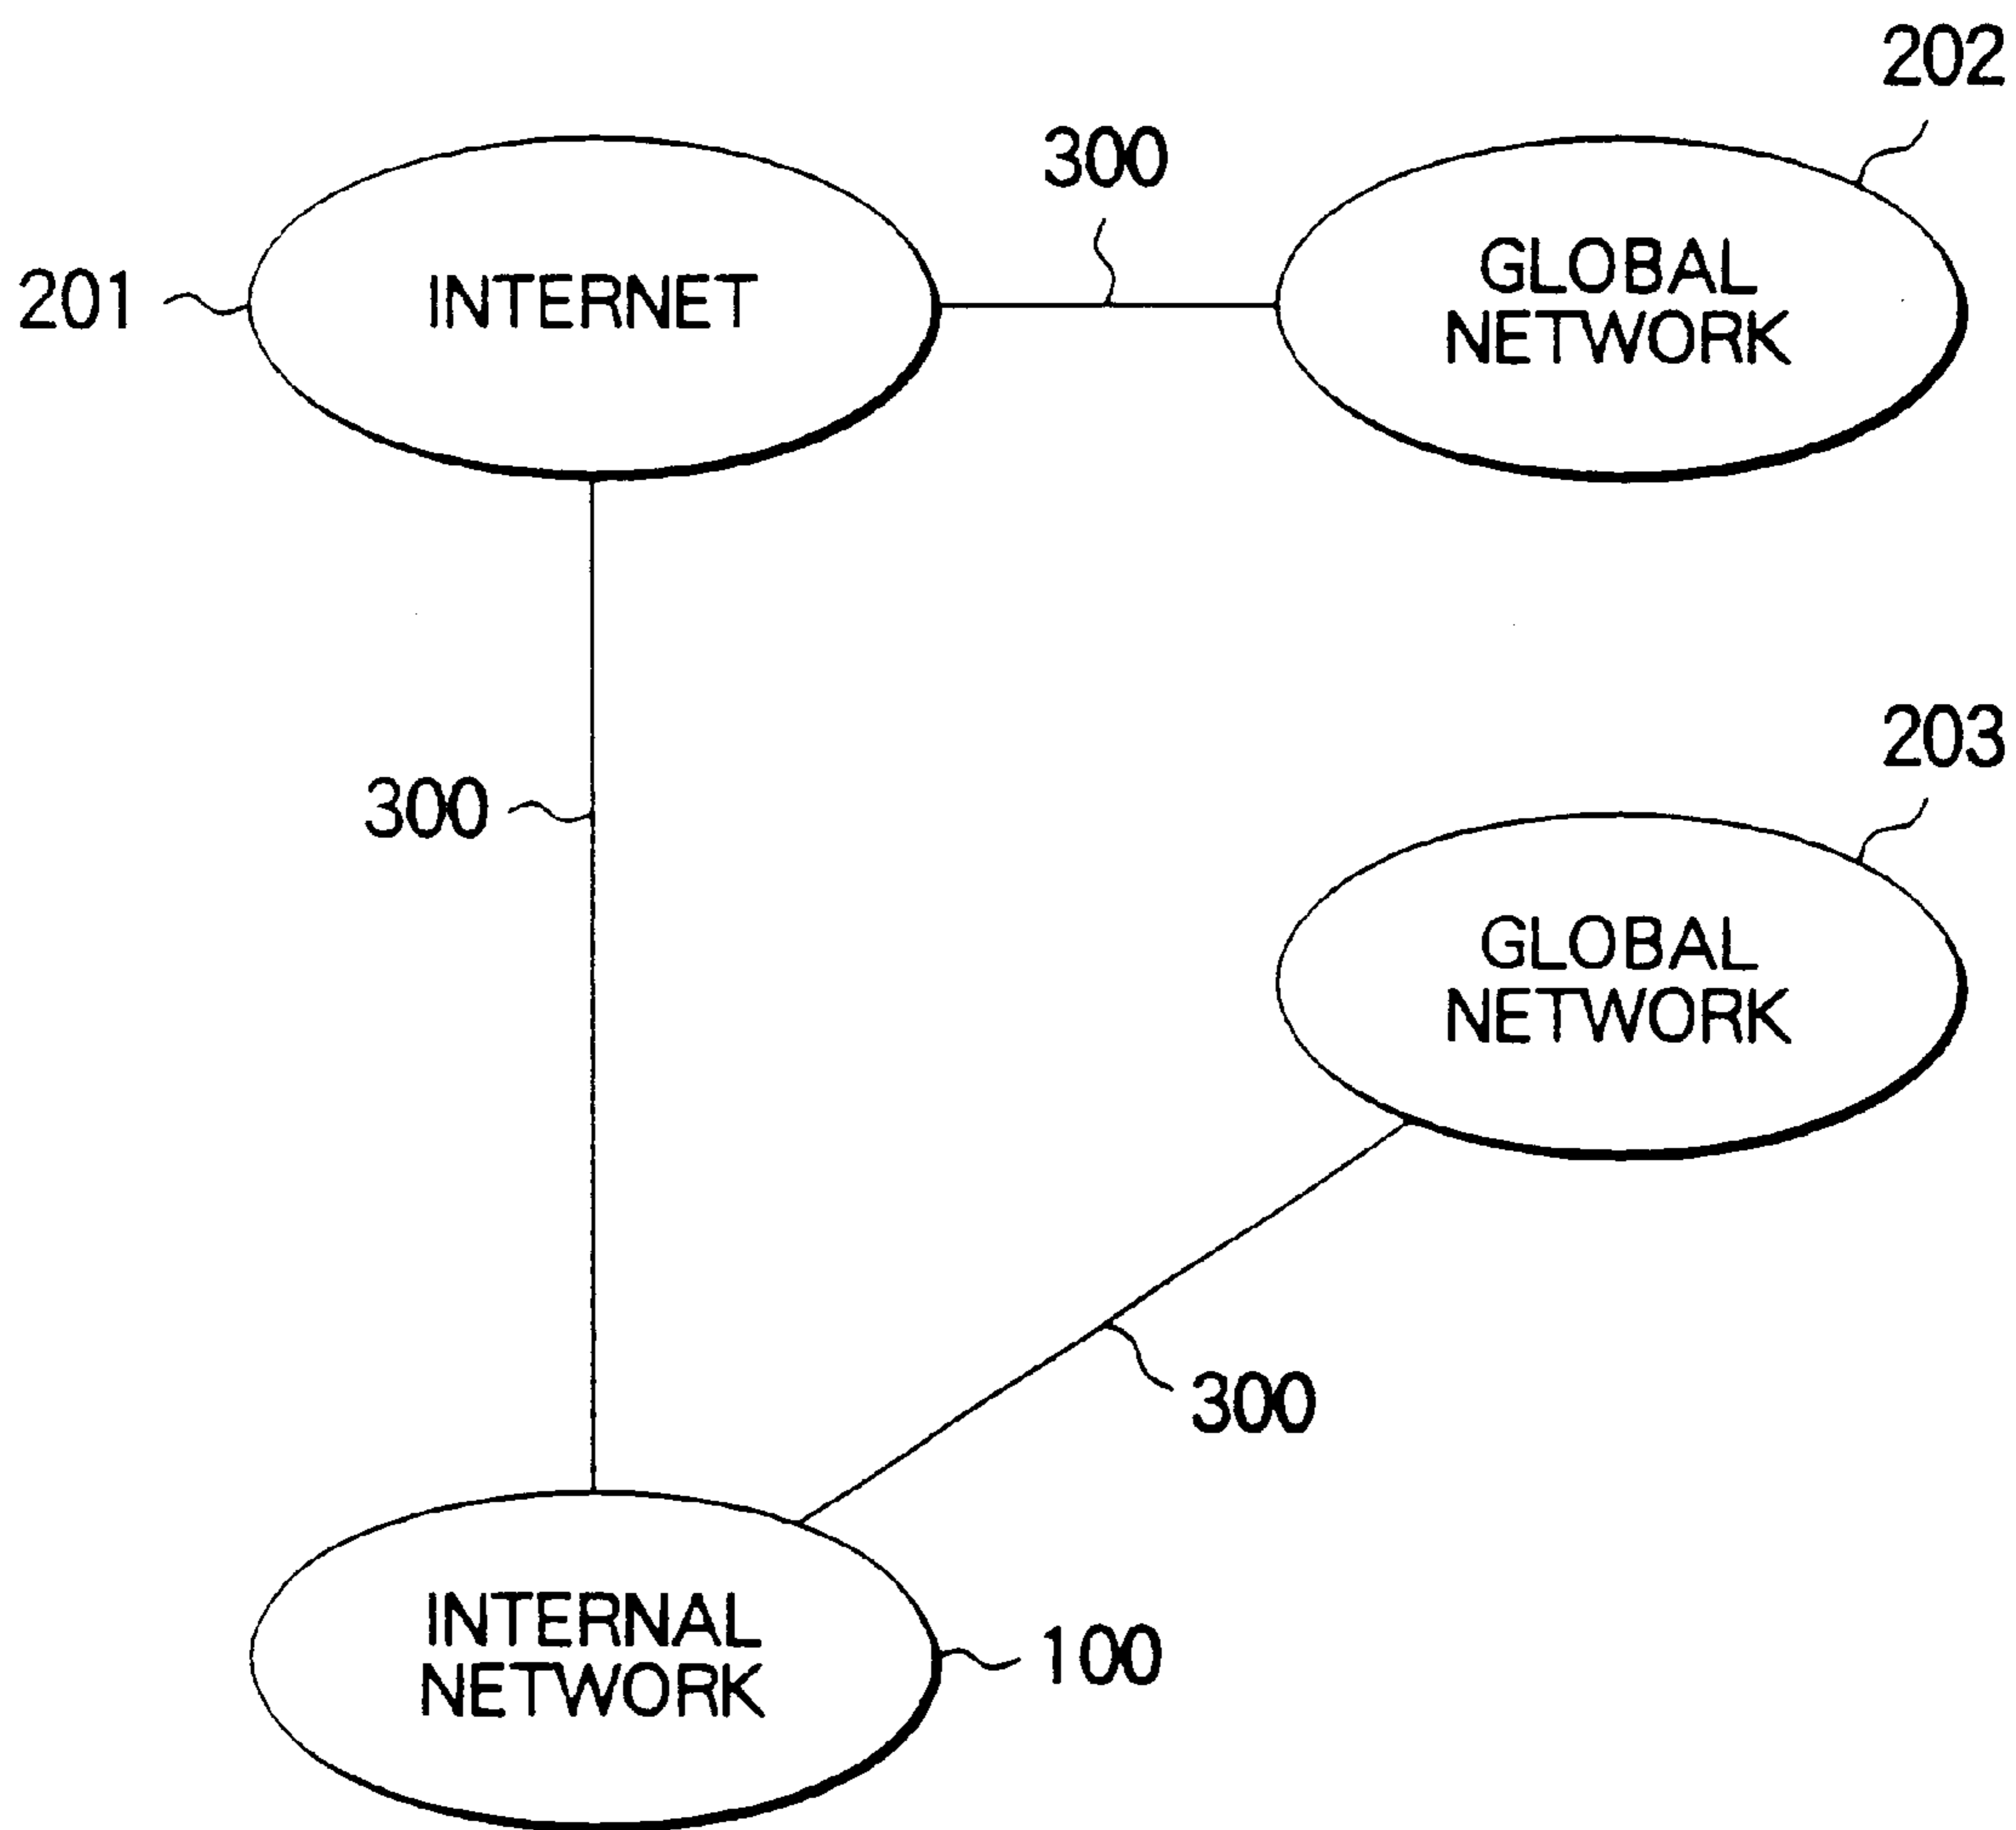 202
300
201
INTERNET
GLOBAL
NETWORK
203
300
GLOBAL
NETWORK
300
INTERNAL
NETWORK
100